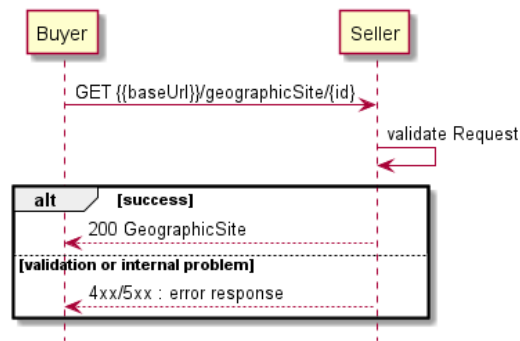 Buyer
Seller
GET {{baseUrl}}/geographicSite/{id}
validate Request
alt
[success]
200 GeographicSite
[validation or internal problem]
4xx/5xx : error response